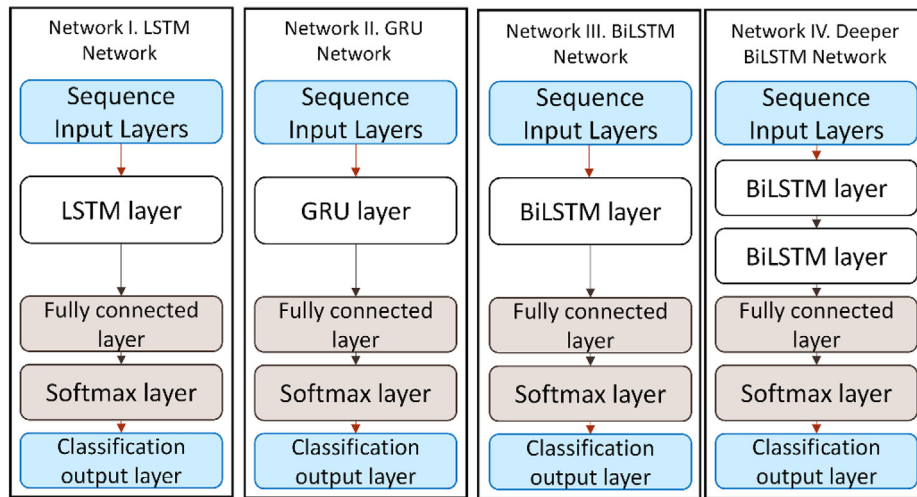 Network I. LSTM
Network
Sequence
Input Layers
LSTM layer
Fully connected
layer
Softmax layer
Classification
output layer
Network II. GRU
Network
Sequence
Input Layers
GRU layer
Fully connected
layer
Softmax layer
Classification
output layer
Network III. BiLSTM
Network
Sequence
Input Layers
BiLSTM layer
Fully connected
layer
Softmax layer
Classification
output layer
Network IV. Deeper
BiLSTM Network
Sequence
Input Layers
BiLSTM layer
BiLSTM layer
Fully connected
layer
Softmax layer
Classification
output layer